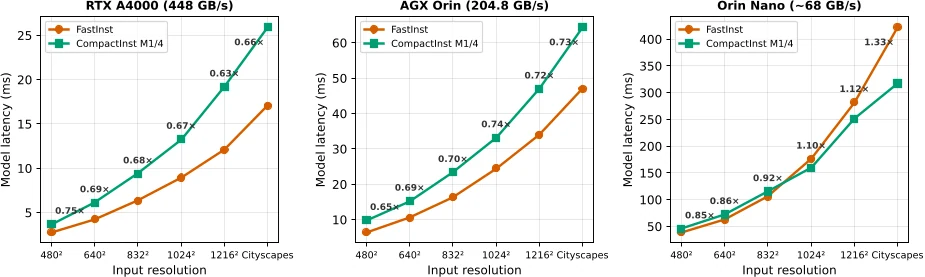 RTX A4000 (448 GB/s)
FastInst
CompactInst M1/4
Model latency (ms)
25
20
15
10
5
0.75×
0.69×
0.68×
0.67×
0.63×
0.66×
480² 640² 832² 1024² 1216² Cityscapes
Input resolution
AGX Orin (204.8 GB/s)
FastInst
CompactInst M1/4
Model latency (ms)
60
50
40
30
20
10
0.65×
0.69×
0.70×
0.74×
0.72×
0.73×
480² 640² 832² 1024² 1216² Cityscapes
Input resolution
Orin Nano (~68 GB/s)
FastInst
CompactInst M1/4
Model latency (ms)
400
350
300
250
200
150
100
50
0.85×
0.86×
0.92×
1.10×
1.12×
1.33×
480² 640² 832² 1024² 1216² Cityscapes
Input resolution